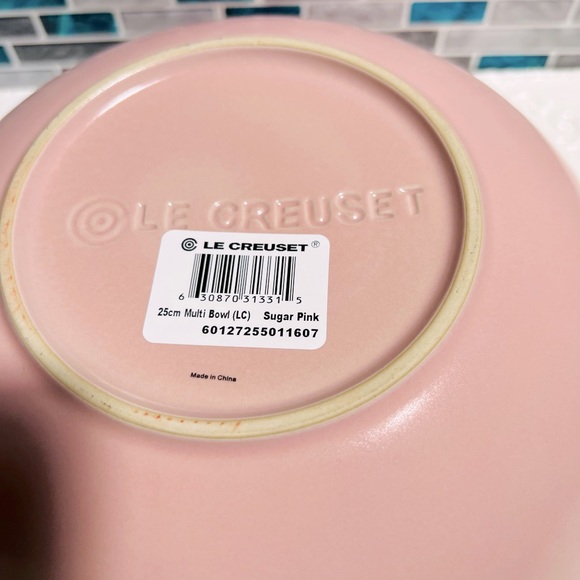 LE CREUSET
LE CREUSET®
6 30870 31331 5
25cm Multi Bowl (LC) Sugar Pink
60127255011607
Made in China